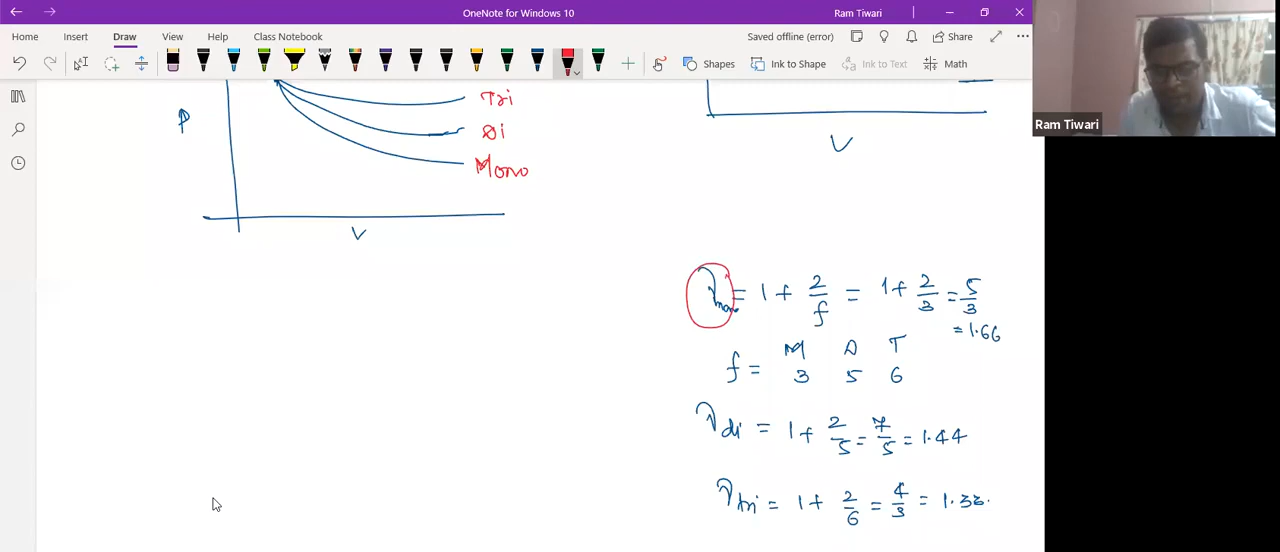 OneNote for Windows 10
Ram Tiwari
Home Insert Draw View Help Class Notebook
Saved offline (error)
Share
Shapes
Ink to Shape
Ink to Text
Math
Ram Tiwari
P
Tri
Di
Mono
V
V
γmono = 1 + 2/f = 1 + 2/3 = 5/3
= 1.66
M D T
f = 3 5 6
γdi = 1 + 2/5 = 7/5 = 1.44
γtri = 1 + 2/6 = 4/3 = 1.33.